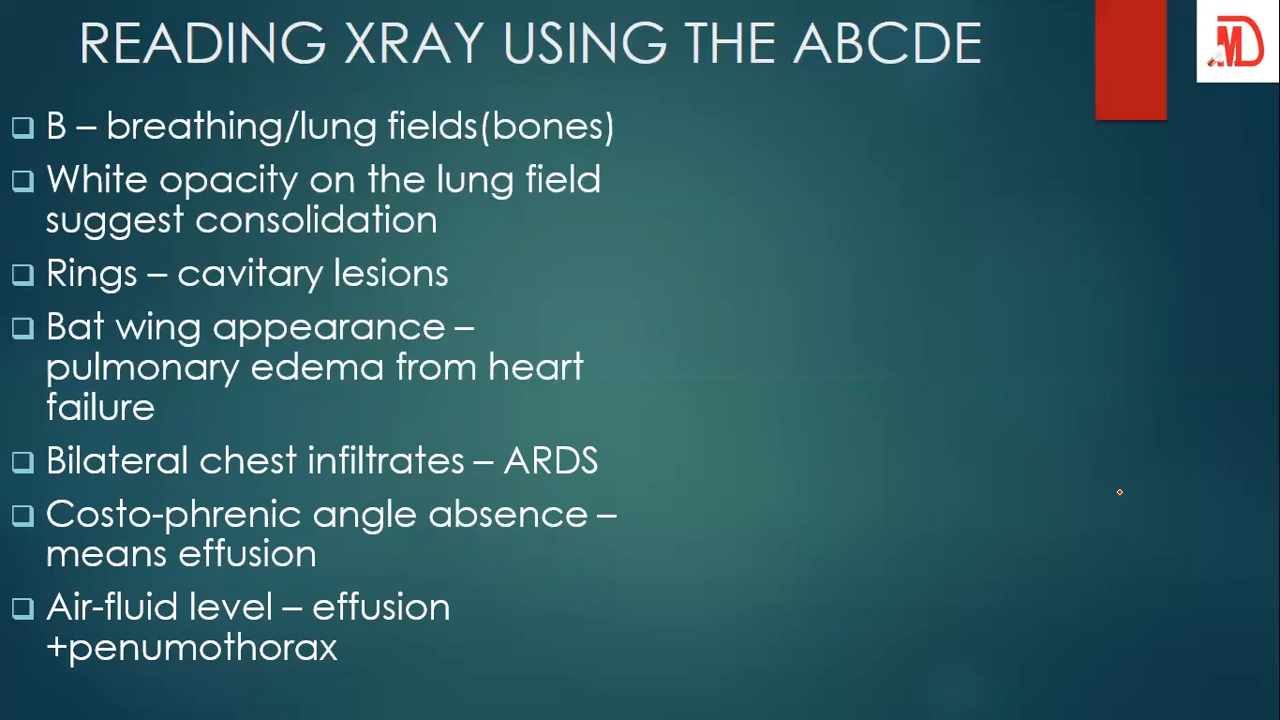 READING XRAY USING THE ABCDE
MD
❑ B – breathing/lung fields(bones)
❑ White opacity on the lung field
suggest consolidation
❑ Rings – cavitary lesions
❑ Bat wing appearance –
pulmonary edema from heart
failure
❑ Bilateral chest infiltrates – ARDS
❑ Costo-phrenic angle absence –
means effusion
❑ Air-fluid level – effusion
+penumothorax